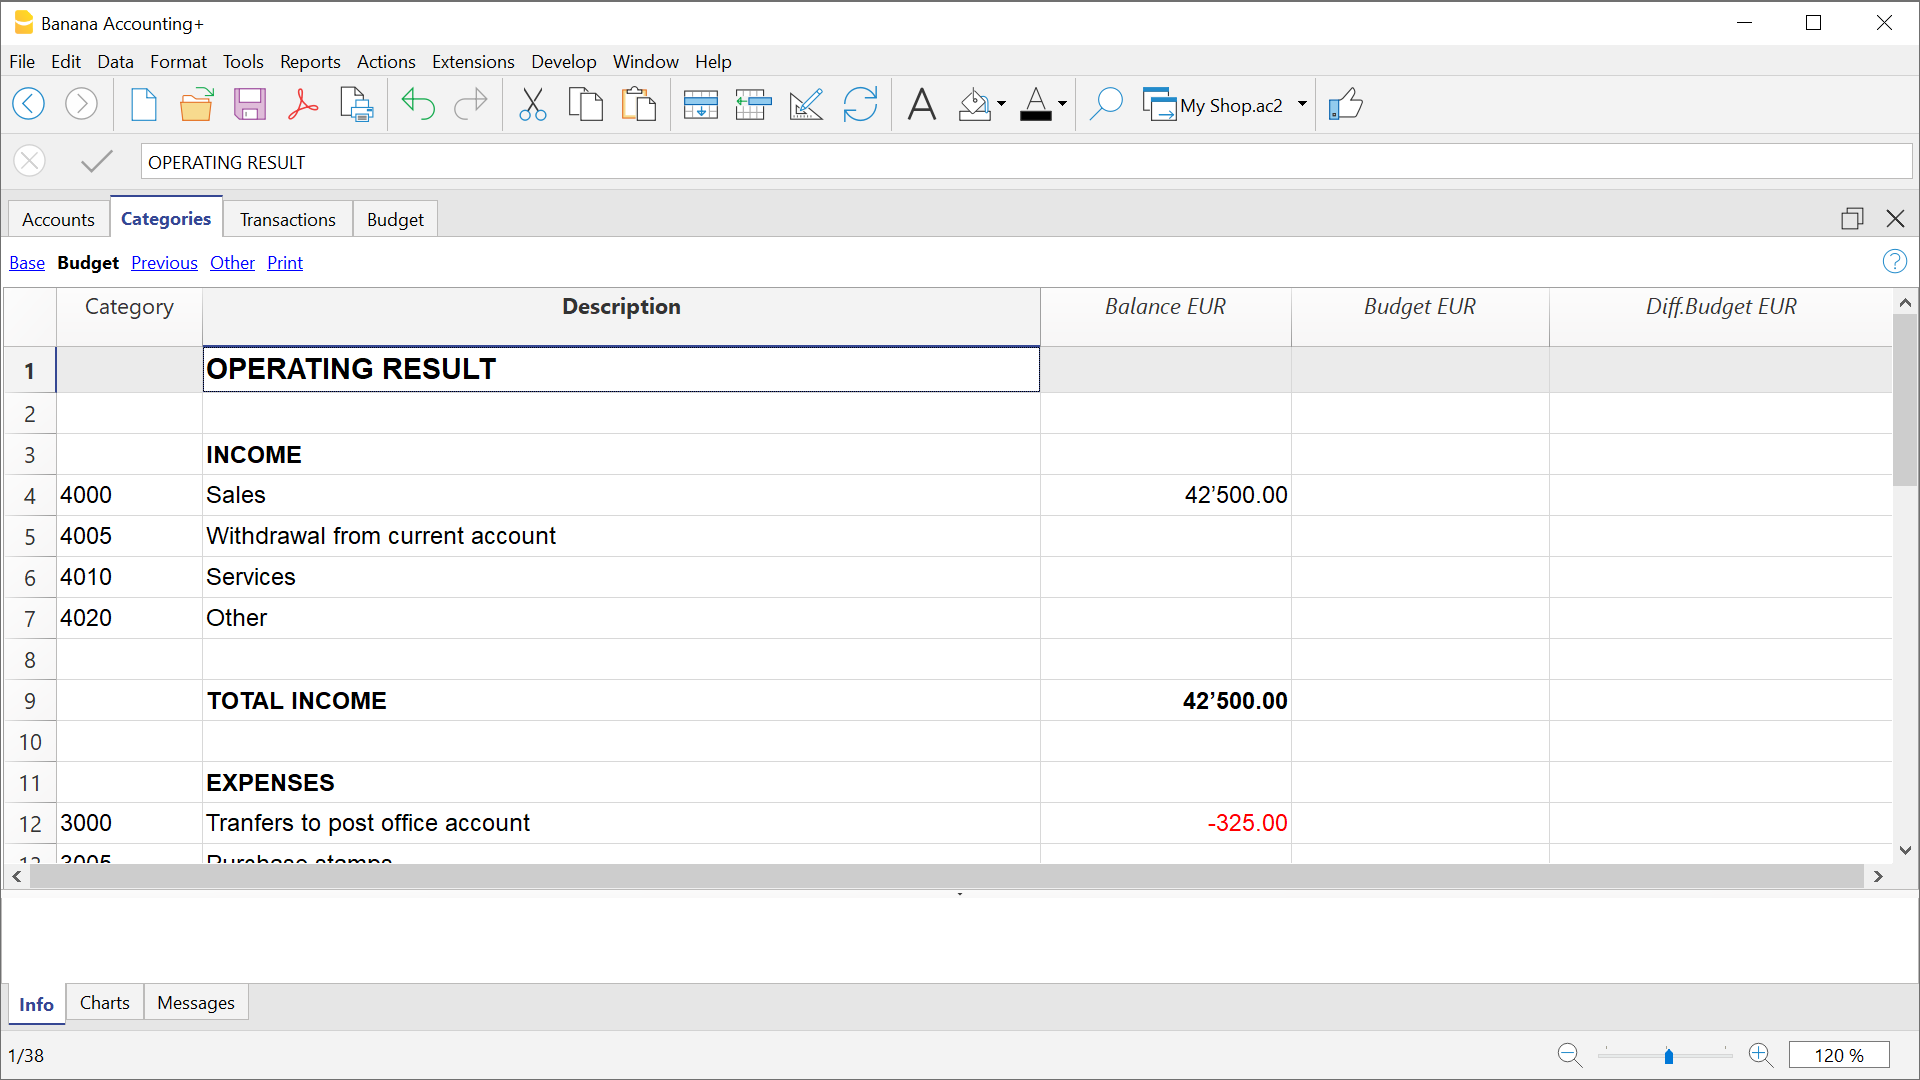 Banana Accounting+
File Edit Data Format Tools Reports Actions Extensions Develop Window Help
My Shop.ac2
OPERATING RESULT
Accounts Categories Transactions Budget
Base Budget Previous Other Print
Category Description Balance EUR Budget EUR Diff.Budget EUR
1 OPERATING RESULT
2
3 INCOME
4 4000 Sales 42’500.00
5 4005 Withdrawal from current account
6 4010 Services
7 4020 Other
8
9 TOTAL INCOME 42’500.00
10
11 EXPENSES
12 3000 Tranfers to post office account -325.00
13 3005 Purchase stamps
Info Charts Messages
1/38
120 %